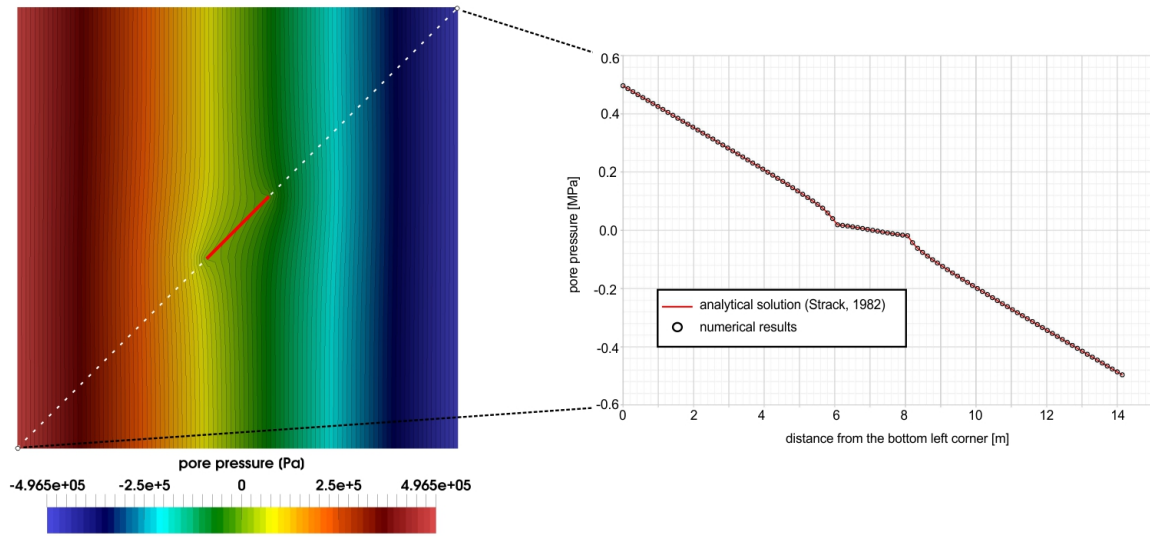 pore pressure [Pa]
-4.965e+05 -2.5e+5 0 2.5e+5 4.965e+05
0.6
0.4
0.2
0.0
-0.2
-0.4
-0.6
pore pressure [MPa]
analytical solution (Strack, 1982)
numerical results
0 2 4 6 8 10 12 14
distance from the bottom left corner [m]